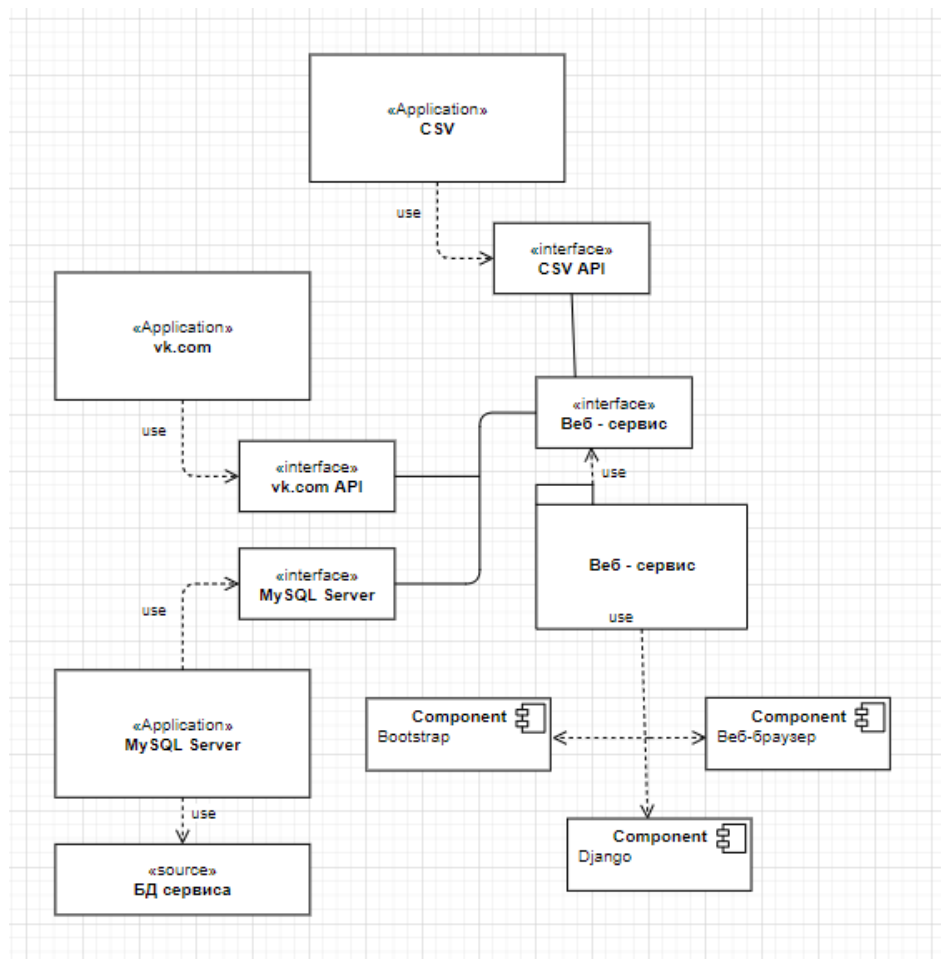 «Application»
CSV
use
«interface»
CSV API
«Application»
vk.com
use
«interface»
vk.com API
«interface»
Веб - сервис
use
Веб - сервис
use
«interface»
MySQL Server
use
«Application»
MySQL Server
use
«source»
БД сервиса
Component
Bootstrap
Component
Веб-браузер
Component
Django